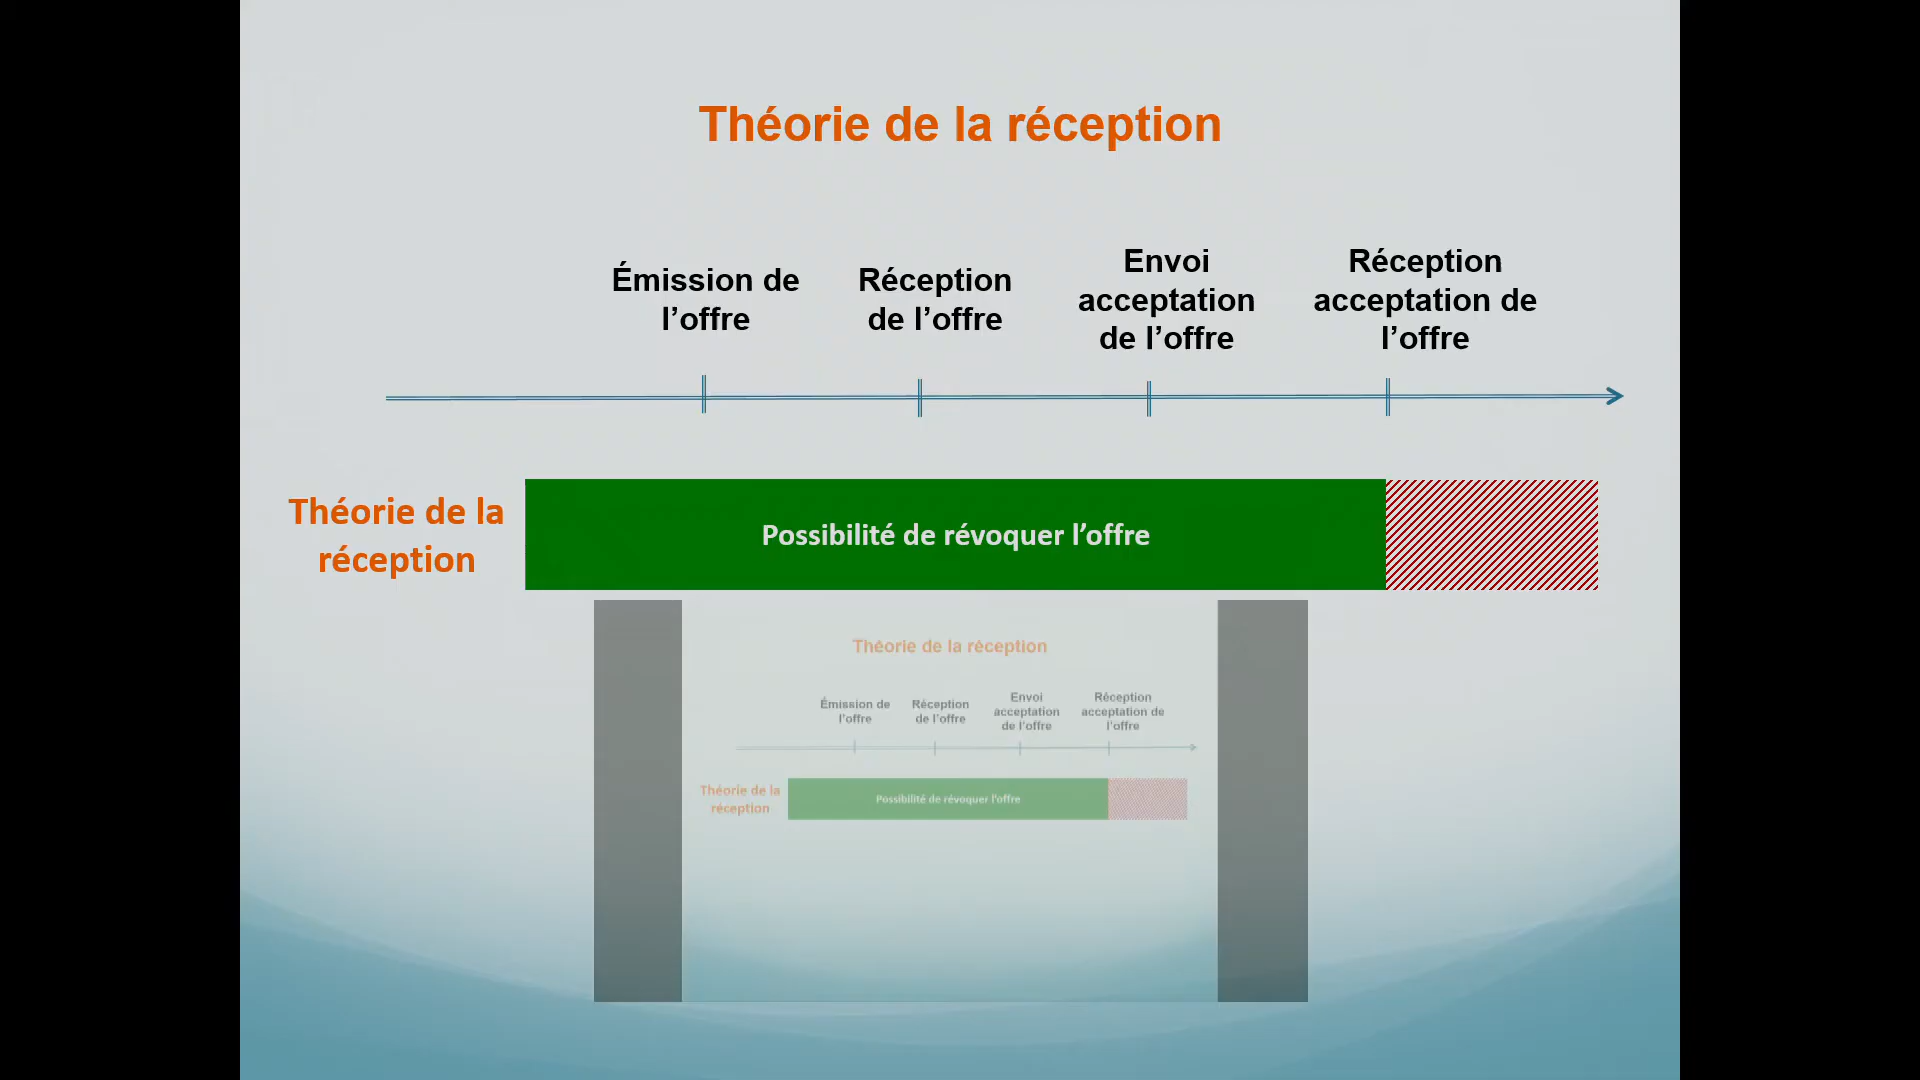 Théorie de la réception
Émission de
l’offre
Réception
de l’offre
Envoi
acceptation
de l’offre
Réception
acceptation de
l’offre
Théorie de la
réception
Possibilité de révoquer l’offre
Théorie de la réception
Émission de
l’offre
Réception
de l’offre
Envoi
acceptation
de l’offre
Réception
acceptation de
l’offre
Théorie de la
réception
Possibilité de révoquer l’offre